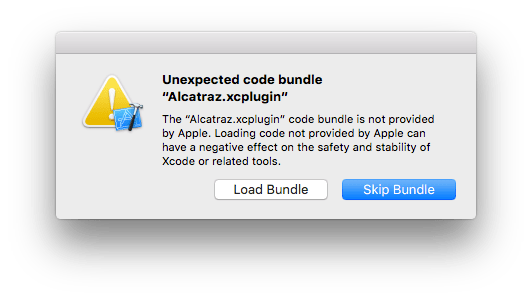 Unexpected code bundle
“Alcatraz.xcplugin”
The “Alcatraz.xcplugin” code bundle is not provided
by Apple. Loading code not provided by Apple can
have a negative effect on the safety and stability of
Xcode or related tools.
Load Bundle
Skip Bundle